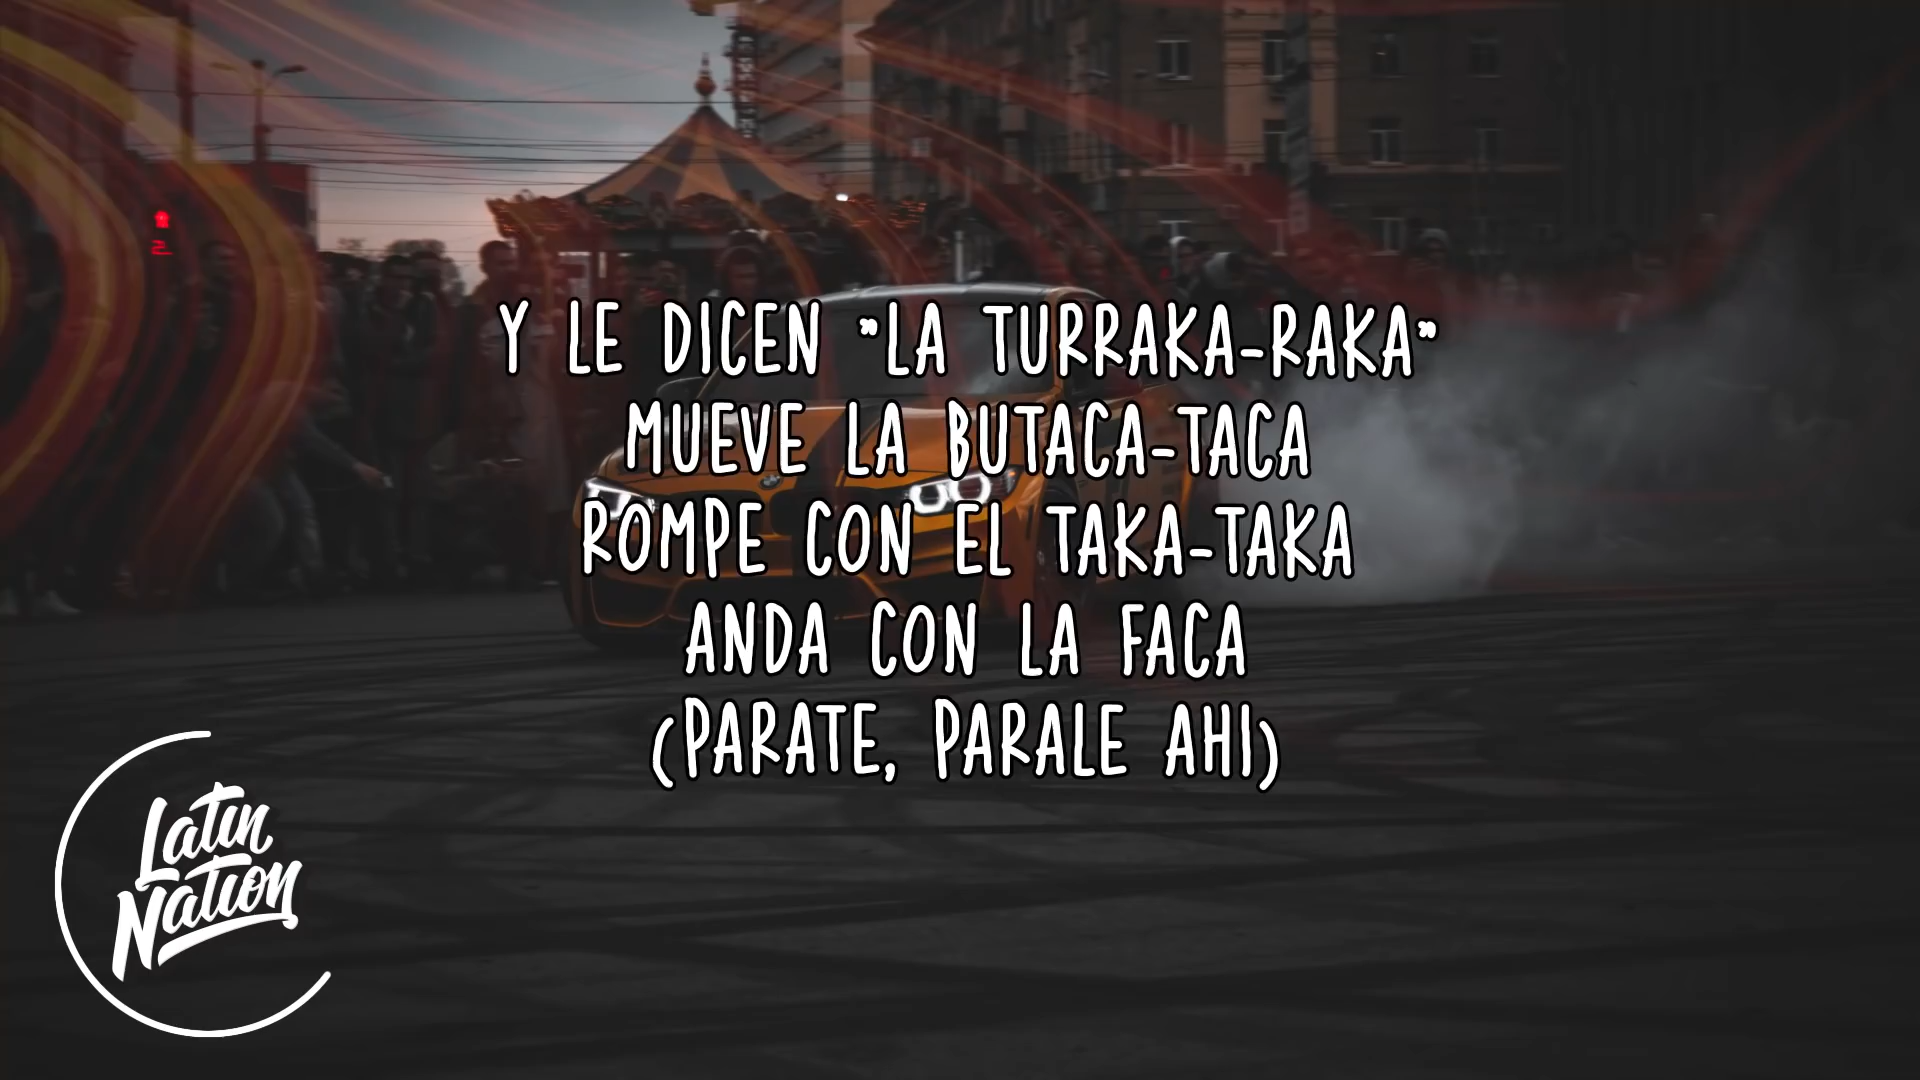 Y LE DICEN "LA TURRAKA-RAKA"
MUEVE LA BUTACA-TACA
ROMPE CON EL TAKA-TAKA
ANDA CON LA FACA
(PARATE, PARALE AHI)
Latin
Nation